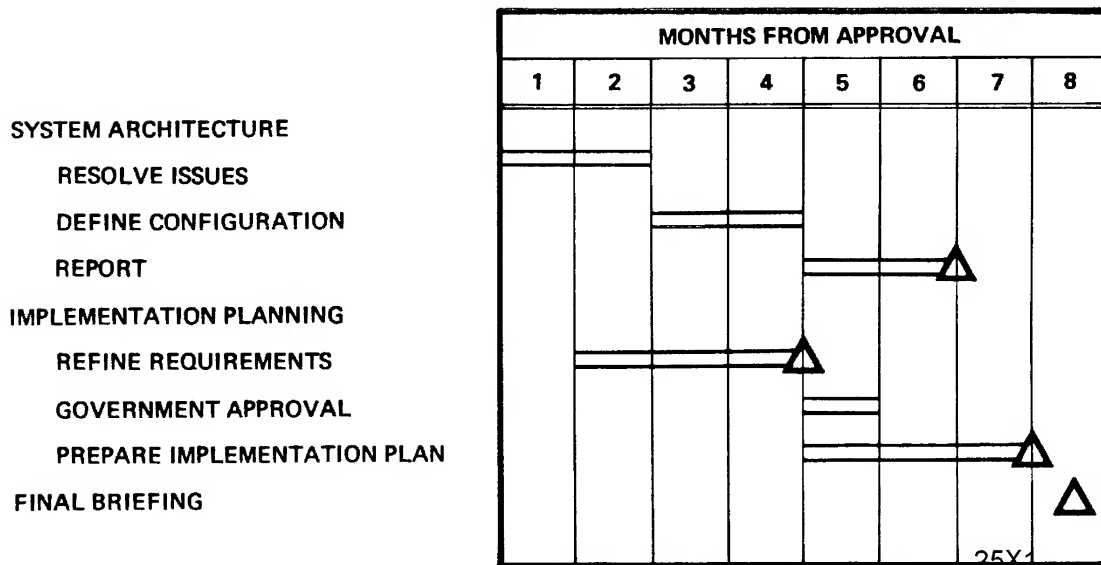 MONTHS FROM APPROVAL
1 2 3 4 5 6 7 8
SYSTEM ARCHITECTURE
RESOLVE ISSUES
DEFINE CONFIGURATION
REPORT
IMPLEMENTATION PLANNING
REFINE REQUIREMENTS
GOVERNMENT APPROVAL
PREPARE IMPLEMENTATION PLAN
FINAL BRIEFING
25X1